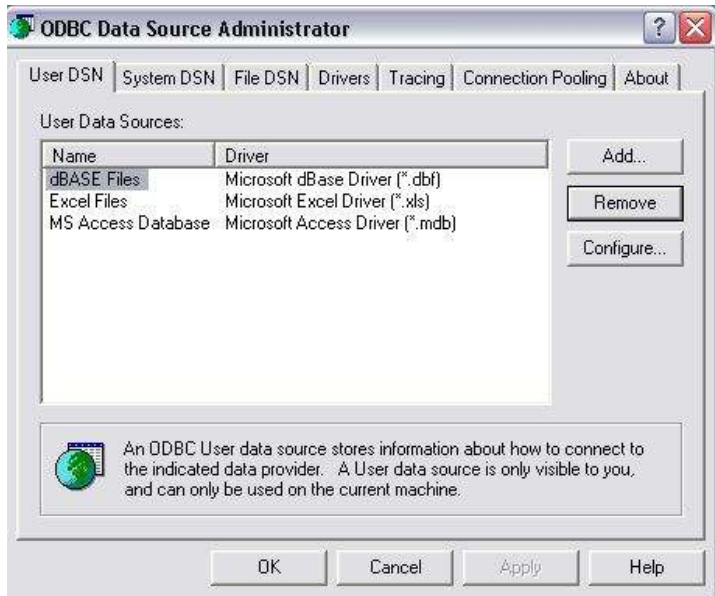 ODBC Data Source Administrator
User DSN System DSN File DSN Drivers Tracing Connection Pooling About
User Data Sources:
Name Driver
dBASE Files Microsoft dBase Driver (*.dbf)
Excel Files Microsoft Excel Driver (*.xls)
MS Access Database Microsoft Access Driver (*.mdb)
Add...
Remove
Configure...
An ODBC User data source stores information about how to connect to
the indicated data provider. A User data source is only visible to you,
and can only be used on the current machine.
OK Cancel Apply Help